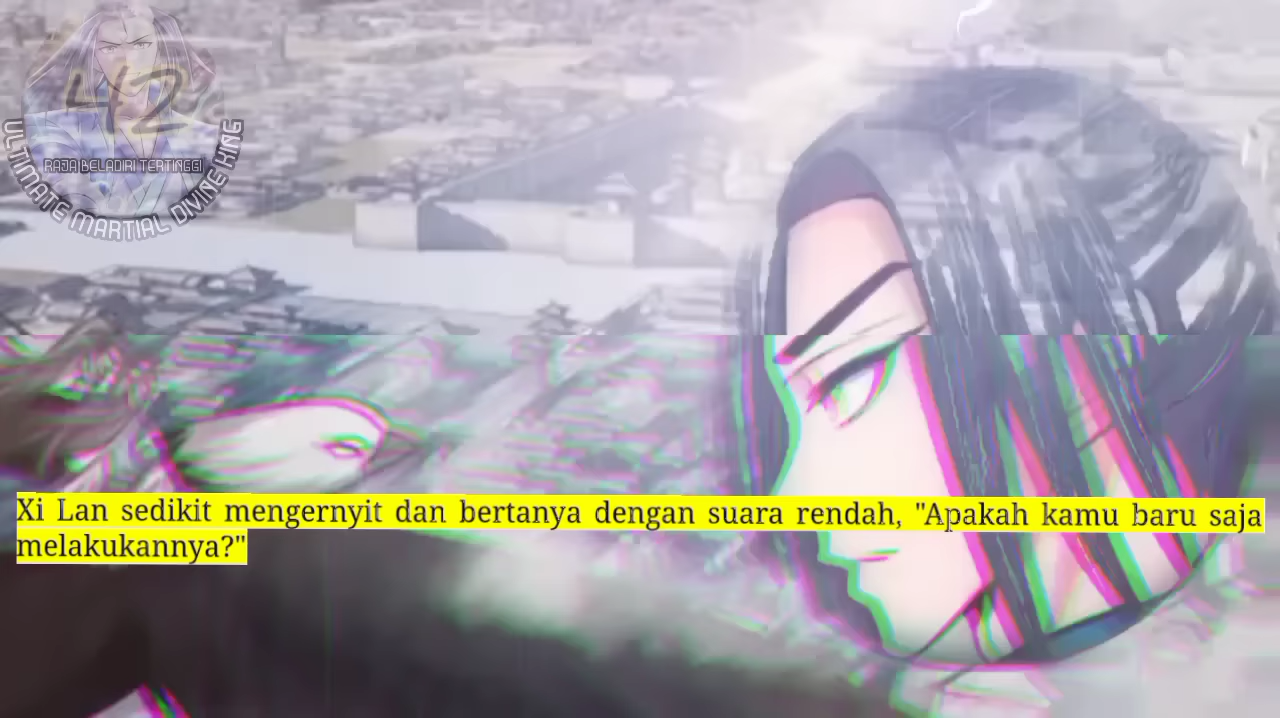 42
RAJA BELADIRI TERTINGGI
ULTIMATE MARTIAL DIVINE KING
Xi Lan sedikit mengernyit dan bertanya dengan suara rendah, "Apakah kamu baru saja
melakukannya?"